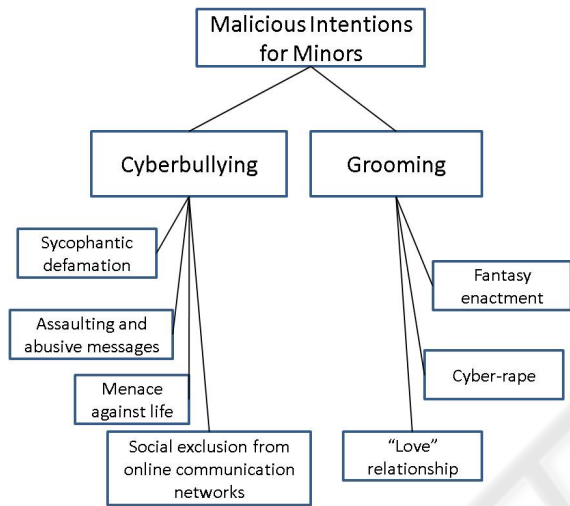 Malicious Intentions
for Minors
Cyberbullying
Grooming
Sycophantic
defamation
Fantasy
enactment
Assaulting and
abusive messages
Cyber-rape
Menace
against life
Social exclusion from
online communication
networks
“Love”
relationship